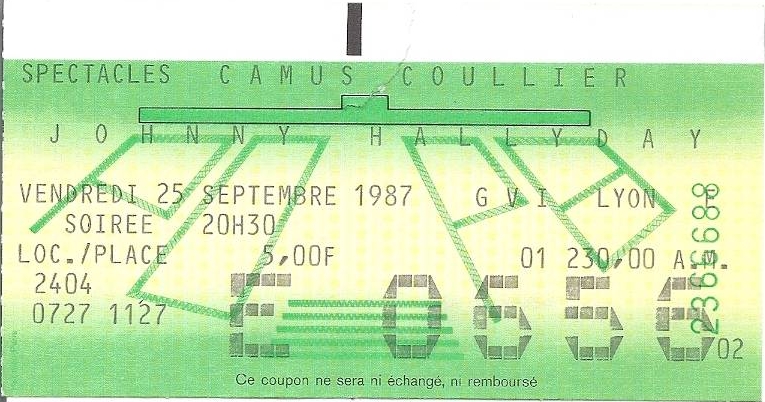 SPECTACLES CAMUS COULLIER
JOHNNY HALLYDAY
VENDREDI 25 SEPTEMBRE 1987 GVI LYON E
SOIREE 20H30
LOC./PLACE 5,00F 01 230,00 A.M.
2404
0727 1127
E 0656 02
Ce coupon ne sera ni échangé, ni remboursé